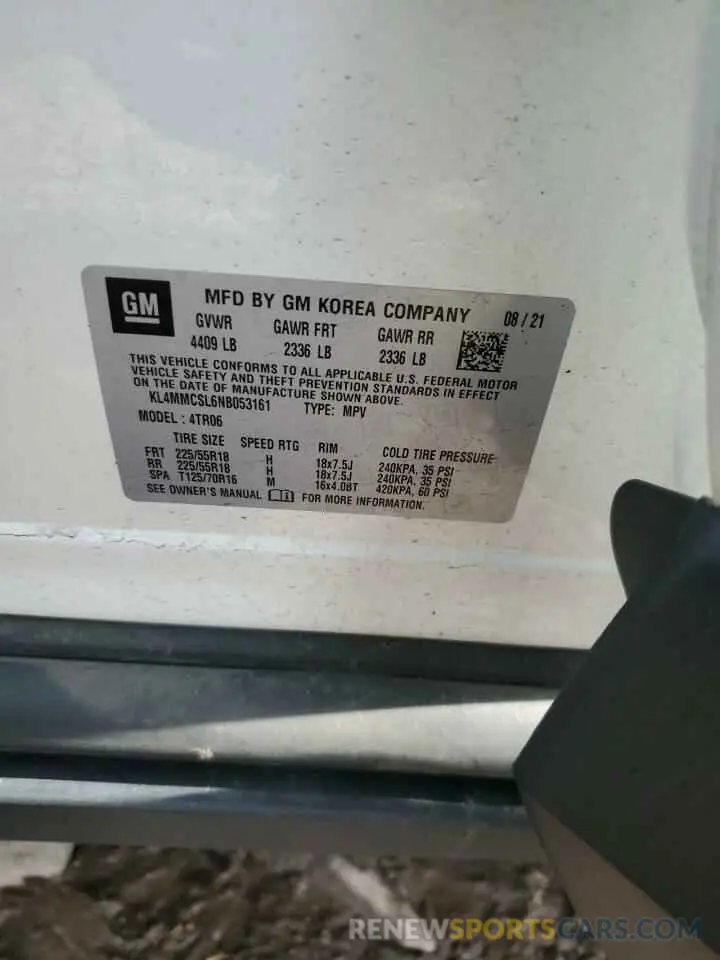 GM
MFD BY GM KOREA COMPANY 08/21
GVWR GAWR FRT GAWR RR
4409 LB 2336 LB 2336 LB
THIS VEHICLE CONFORMS TO ALL APPLICABLE U.S. FEDERAL MOTOR
VEHICLE SAFETY AND THEFT PREVENTION STANDARDS IN EFFECT
ON THE DATE OF MANUFACTURE SHOWN ABOVE.
KL4MMCSL6NB053161 TYPE: MPV
MODEL : 4TR06
TIRE SIZE SPEED RTG RIM COLD TIRE PRESSURE
FRT 225/55R18 H 18x7.5J 240KPA, 35 PSI
RR 225/55R18 H 18x7.5J 240KPA, 35 PSI
SPA T125/70R16 M 16x4.0BT 420KPA, 60 PSI
SEE OWNER'S MANUAL FOR MORE INFORMATION.
RENEWSPORTSCARS.COM